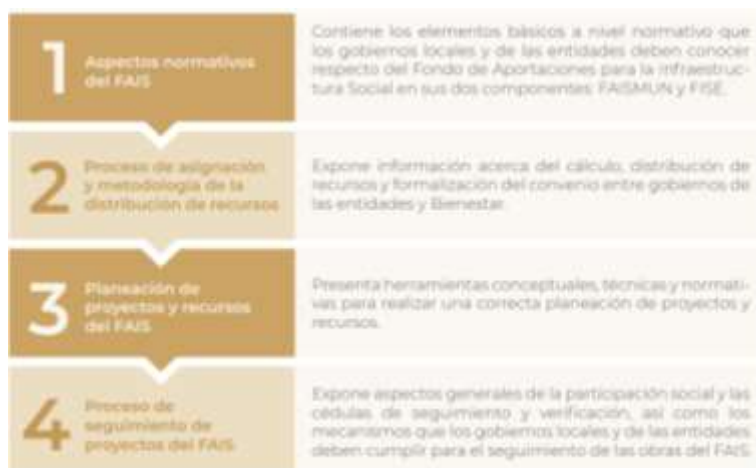 1
Aspectos normativos
del FAIS
Contiene los elementos básicos a nivel normativo que
los gobiernos locales y de las entidades deben conocer
respecto del Fondo de Aportaciones para la Infraestruc-
tura Social en sus dos componentes: FAISMUN y FISE.
2
Proceso de asignación
y metodología de la
distribución de recursos
Expone información acerca del cálculo, distribución de
recursos y formalización del convenio entre gobiernos de
las entidades y Bienestar.
3
Planeación de
proyectos y recursos
del FAIS
Presenta herramientas conceptuales, técnicas y normati-
vas para realizar una correcta planeación de proyectos y
recursos.
4
Proceso de
seguimiento de
proyectos del FAIS
Expone aspectos generales de la participación social y las
cédulas de seguimiento y verificación, así como los
mecanismos que los gobiernos locales y de las entidades
deben cumplir para el seguimiento de las obras del FAIS.